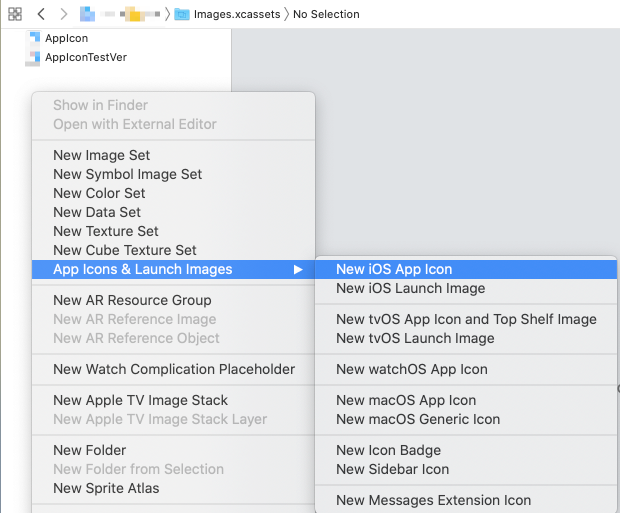 Images.xcassets No Selection
AppIcon
AppIconTestVer
Show in Finder
Open with External Editor
New Image Set
New Symbol Image Set
New Color Set
New Data Set
New Texture Set
New Cube Texture Set
App Icons & Launch Images
New AR Resource Group
New AR Reference Image
New AR Reference Object
New Watch Complication Placeholder
New Apple TV Image Stack
New Apple TV Image Stack Layer
New Folder
New Folder from Selection
New Sprite Atlas
New iOS App Icon
New iOS Launch Image
New tvOS App Icon and Top Shelf Image
New tvOS Launch Image
New watchOS App Icon
New macOS App Icon
New macOS Generic Icon
New Icon Badge
New Sidebar Icon
New Messages Extension Icon